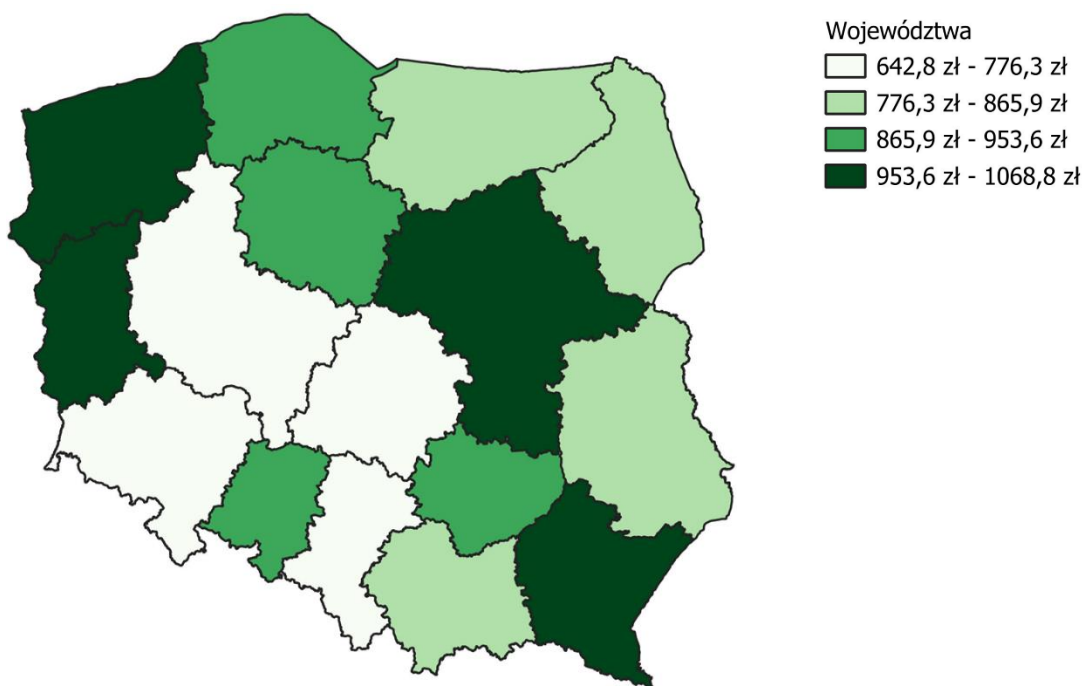 Województwa
642,8 zł - 776,3 zł
776,3 zł - 865,9 zł
865,9 zł - 953,6 zł
953,6 zł - 1068,8 zł